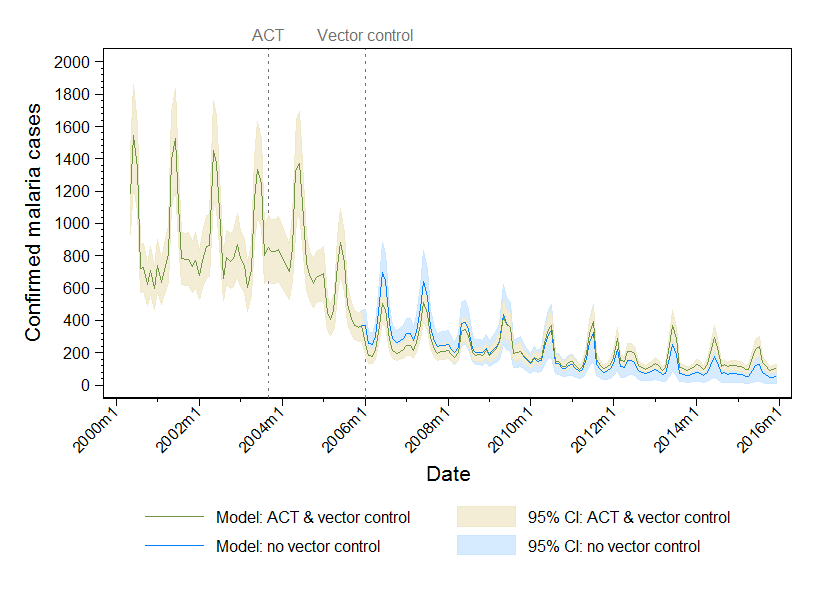 ACT Vector control
Confirmed malaria cases
2000
1800
1600
1400
1200
1000
800
600
400
200
0
2000m1 2002m1 2004m1 2006m1 2008m1 2010m1 2012m1 2014m1 2016m1
Date
Model: ACT & vector control 95% CI: ACT & vector control
Model: no vector control 95% CI: no vector control